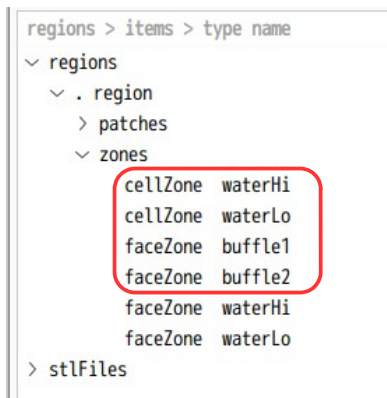 regions > items > type name
regions
. region
patches
zones
cellZone waterHi
cellZone waterLo
faceZone buffle1
faceZone buffle2
faceZone waterHi
faceZone waterLo
stlFiles